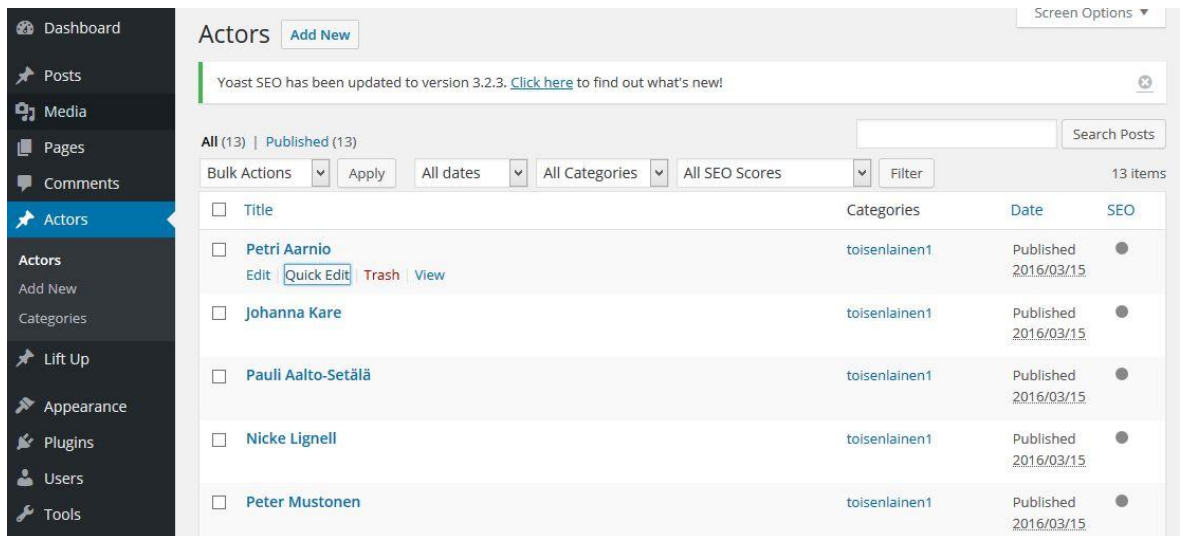 Dashboard
Posts
Media
Pages
Comments
Actors
Actors
Add New
Categories
Lift Up
Appearance
Plugins
Users
Tools
Screen Options ▼
Actors Add New
Yoast SEO has been updated to version 3.2.3. Click here to find out what's new!
All (13) | Published (13)
Search Posts
Bulk Actions Apply All dates All Categories All SEO Scores Filter 13 items
Title Categories Date SEO
Petri Aarnio toisenlainen1 Published
Edit | Quick Edit | Trash | View 2016/03/15
Johanna Kare toisenlainen1 Published
2016/03/15
Pauli Aalto-Setälä toisenlainen1 Published
2016/03/15
Nicke Lignell toisenlainen1 Published
2016/03/15
Peter Mustonen toisenlainen1 Published
2016/03/15